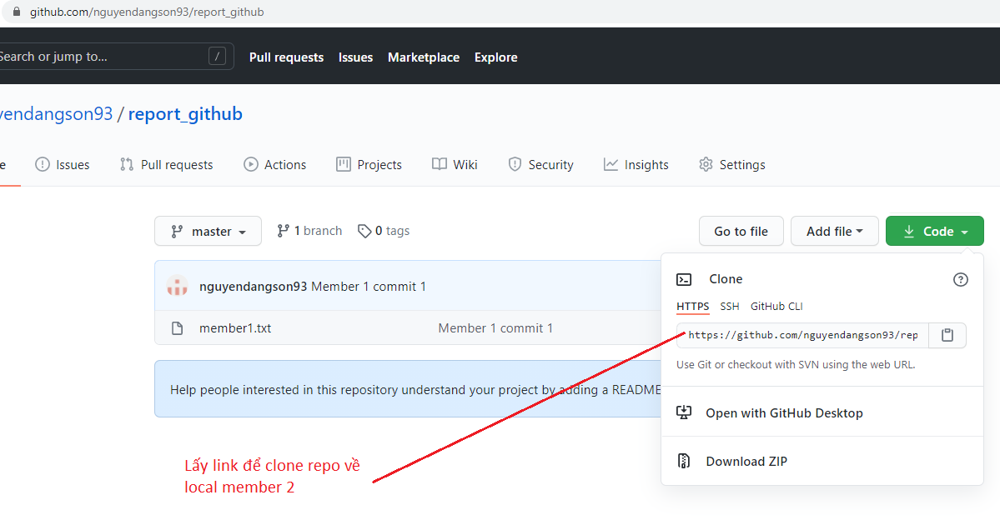 github.com/nguyendangson93/report_github
Search or jump to... /
Pull requests Issues Marketplace Explore
yendangson93 / report_github
e Issues Pull requests Actions Projects Wiki Security Insights Settings
master 1 branch 0 tags Go to file Add file Code
nguyendangson93 Member 1 commit 1
member1.txt Member 1 commit 1
Help people interested in this repository understand your project by adding a README
Clone
HTTPS SSH GitHub CLI
https://github.com/nguyendangson93/rep
Use Git or checkout with SVN using the web URL.
Open with GitHub Desktop
Download ZIP
Lấy link để clone repo về
local member 2